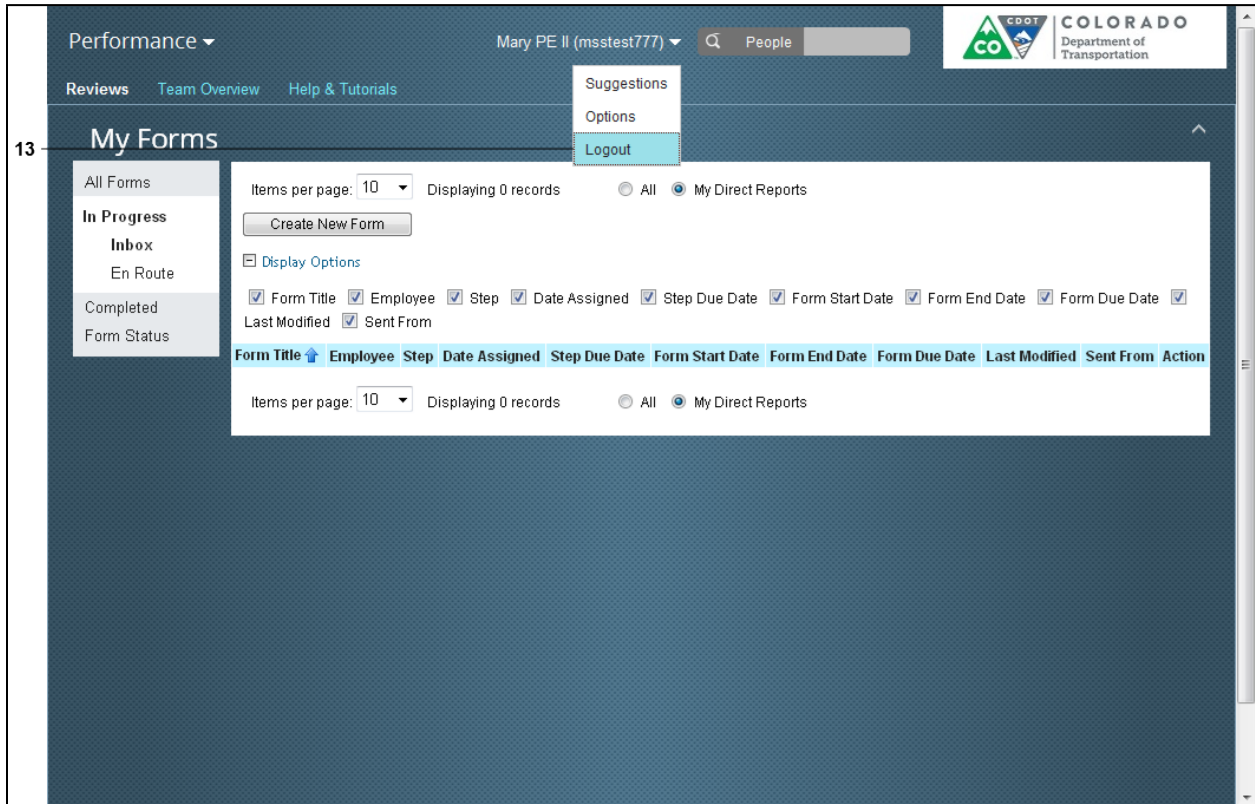 Performance
Mary PE II (msstest777)
People
CDOT
CO
COLORADO
Department of
Transportation
Reviews Team Overview Help & Tutorials
Suggestions
Options
Logout
13
My Forms
All Forms
In Progress
Inbox
En Route
Completed
Form Status
Items per page: 10 Displaying 0 records All My Direct Reports
Create New Form
Display Options
Form Title Employee Step Date Assigned Step Due Date Form Start Date Form End Date Form Due Date
Last Modified Sent From
Form Title Employee Step Date Assigned Step Due Date Form Start Date Form End Date Form Due Date Last Modified Sent From Action
Items per page: 10 Displaying 0 records All My Direct Reports